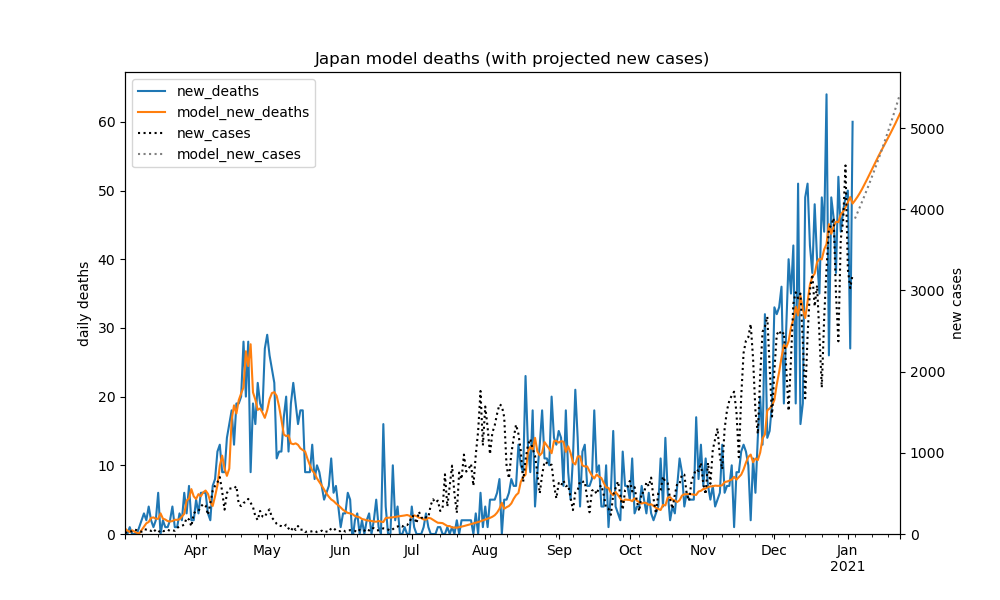 Japan model deaths (with projected new cases)
new_deaths
model_new_deaths
new_cases
model_new_cases
daily deaths
new cases
60
50
40
30
20
10
0
5000
4000
3000
2000
1000
0
Apr May Jun Jul Aug Sep Oct Nov Dec Jan
2021